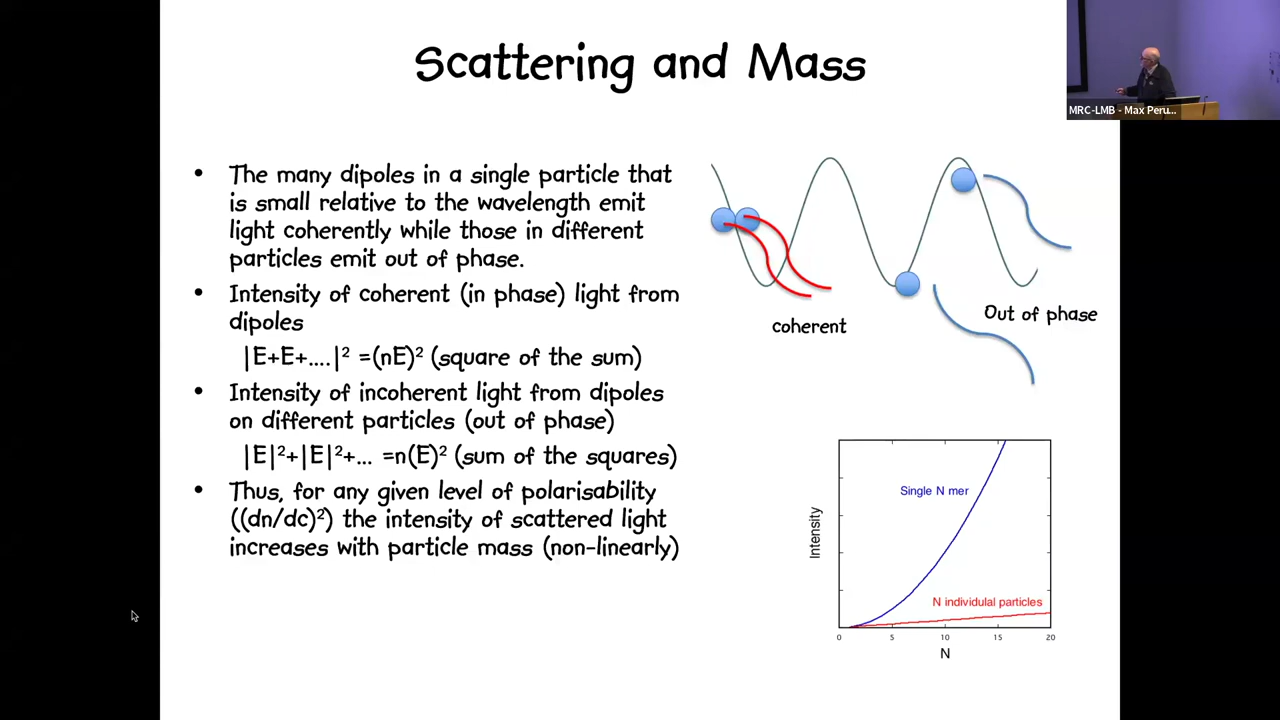 Scattering and Mass
MRC-LMB - Max Peru...
• The many dipoles in a single particle that
is small relative to the wavelength emit
light coherently while those in different
particles emit out of phase.
• Intensity of coherent (in phase) light from
dipoles
|E+E+....|² =(nE)² (square of the sum)
• Intensity of incoherent light from dipoles
on different particles (out of phase)
|E|²+|E|²+... =n(E)² (sum of the squares)
• Thus, for any given level of polarisability
((dn/dc)²) the intensity of scattered light
increases with particle mass (non-linearly)
coherent
Out of phase
Single N mer
N individulal particles
Intensity
0 5 10 15 20
N